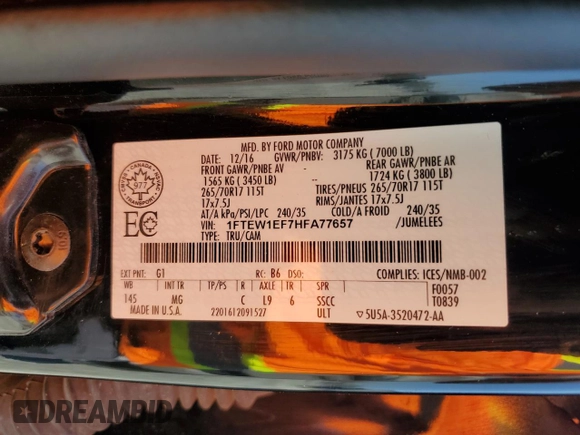 MFD. BY FORD MOTOR COMPANY
DATE: 12/16 GVWR/PNBV: 3175 KG ( 7000 LB)
FRONT GAWR/PNBE AV REAR GAWR/PNBE AR
1565 KG ( 3450 LB) 1724 KG ( 3800 LB)
265/70R17 115T TIRES/PNEUS 265/70R17 115T
17x7.5J RIMS/JANTES 17x7.5J
AT/A kPa/PSI/LPC 240/35 COLD/A FROID 240/35
VIN: 1FTEW1EF7HFA77657 /JUMELEES
TYPE: TRU/CAM
CANADA
977
TRANSPORT
EC
EXT PNT: G1 RC: B6 DSO: COMPLIES: ICES/NMB-002
WB INT TR TP/PS R AXLE TR SPR F0057
145 MG C L9 6 SSCC T0839
MADE IN U.S.A. 2201612091527 ULT 5U5A-3520472-AA
109
DREAMBID